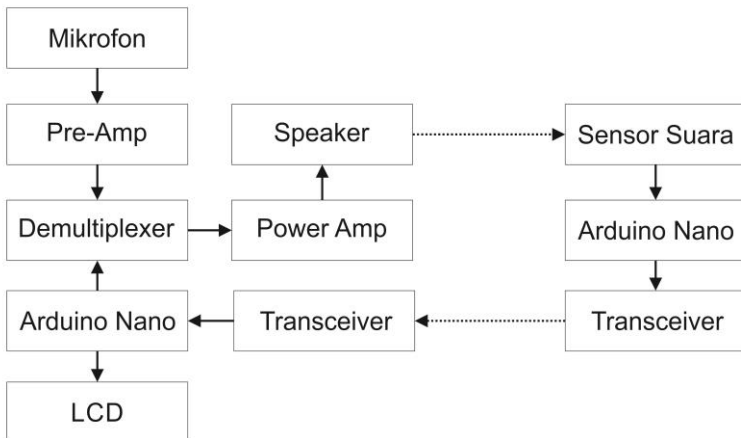 Mikrofon
Pre-Amp
Speaker
Sensor Suara
Demultiplexer
Power Amp
Arduino Nano
Arduino Nano
Transceiver
Transceiver
LCD